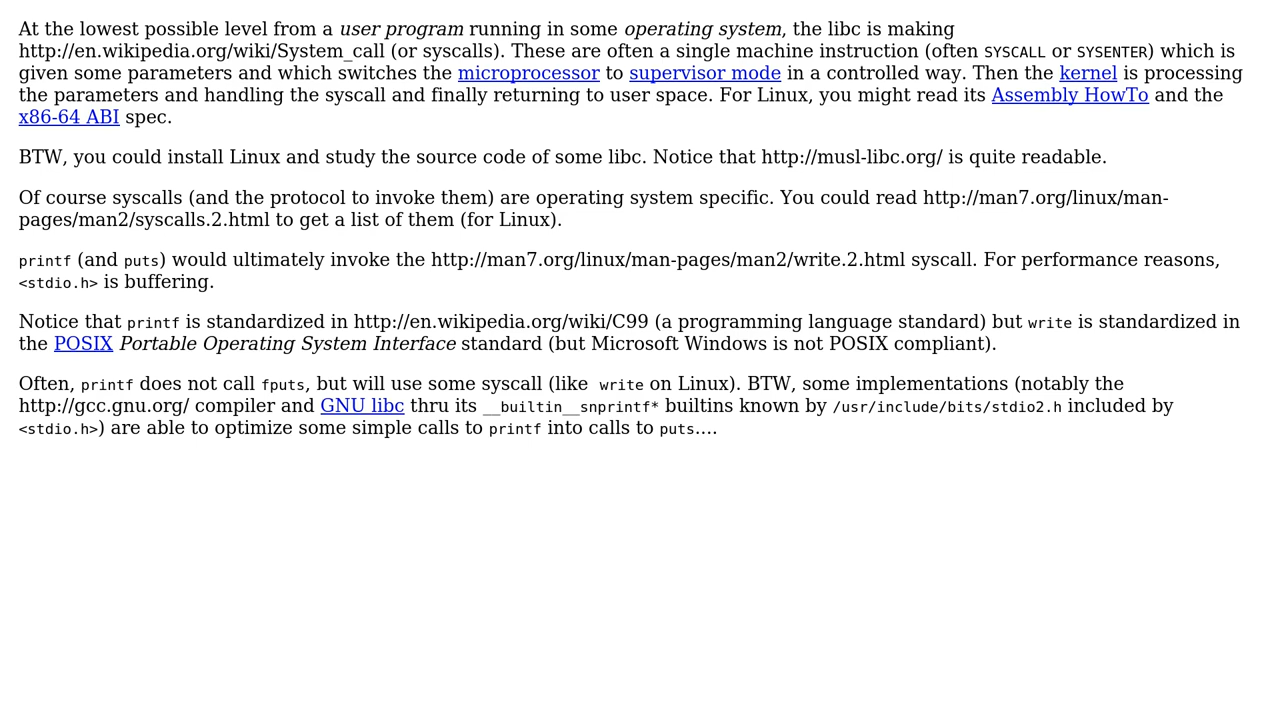 At the lowest possible level from a user program running in some operating system, the libc is making
http://en.wikipedia.org/wiki/System_call (or syscalls). These are often a single machine instruction (often SYSCALL or SYSENTER) which is
given some parameters and which switches the microprocessor to supervisor mode in a controlled way. Then the kernel is processing
the parameters and handling the syscall and finally returning to user space. For Linux, you might read its Assembly HowTo and the
x86-64 ABI spec.
BTW, you could install Linux and study the source code of some libc. Notice that http://musl-libc.org/ is quite readable.
Of course syscalls (and the protocol to invoke them) are operating system specific. You could read http://man7.org/linux/man-
pages/man2/syscalls.2.html to get a list of them (for Linux).
printf (and puts) would ultimately invoke the http://man7.org/linux/man-pages/man2/write.2.html syscall. For performance reasons,
<stdio.h> is buffering.
Notice that printf is standardized in http://en.wikipedia.org/wiki/C99 (a programming language standard) but write is standardized in
the POSIX Portable Operating System Interface standard (but Microsoft Windows is not POSIX compliant).
Often, printf does not call fputs, but will use some syscall (like  write on Linux). BTW, some implementations (notably the
http://gcc.gnu.org/ compiler and GNU libc thru its __builtin__snprintf* builtins known by /usr/include/bits/stdio2.h included by
<stdio.h>) are able to optimize some simple calls to printf into calls to puts....